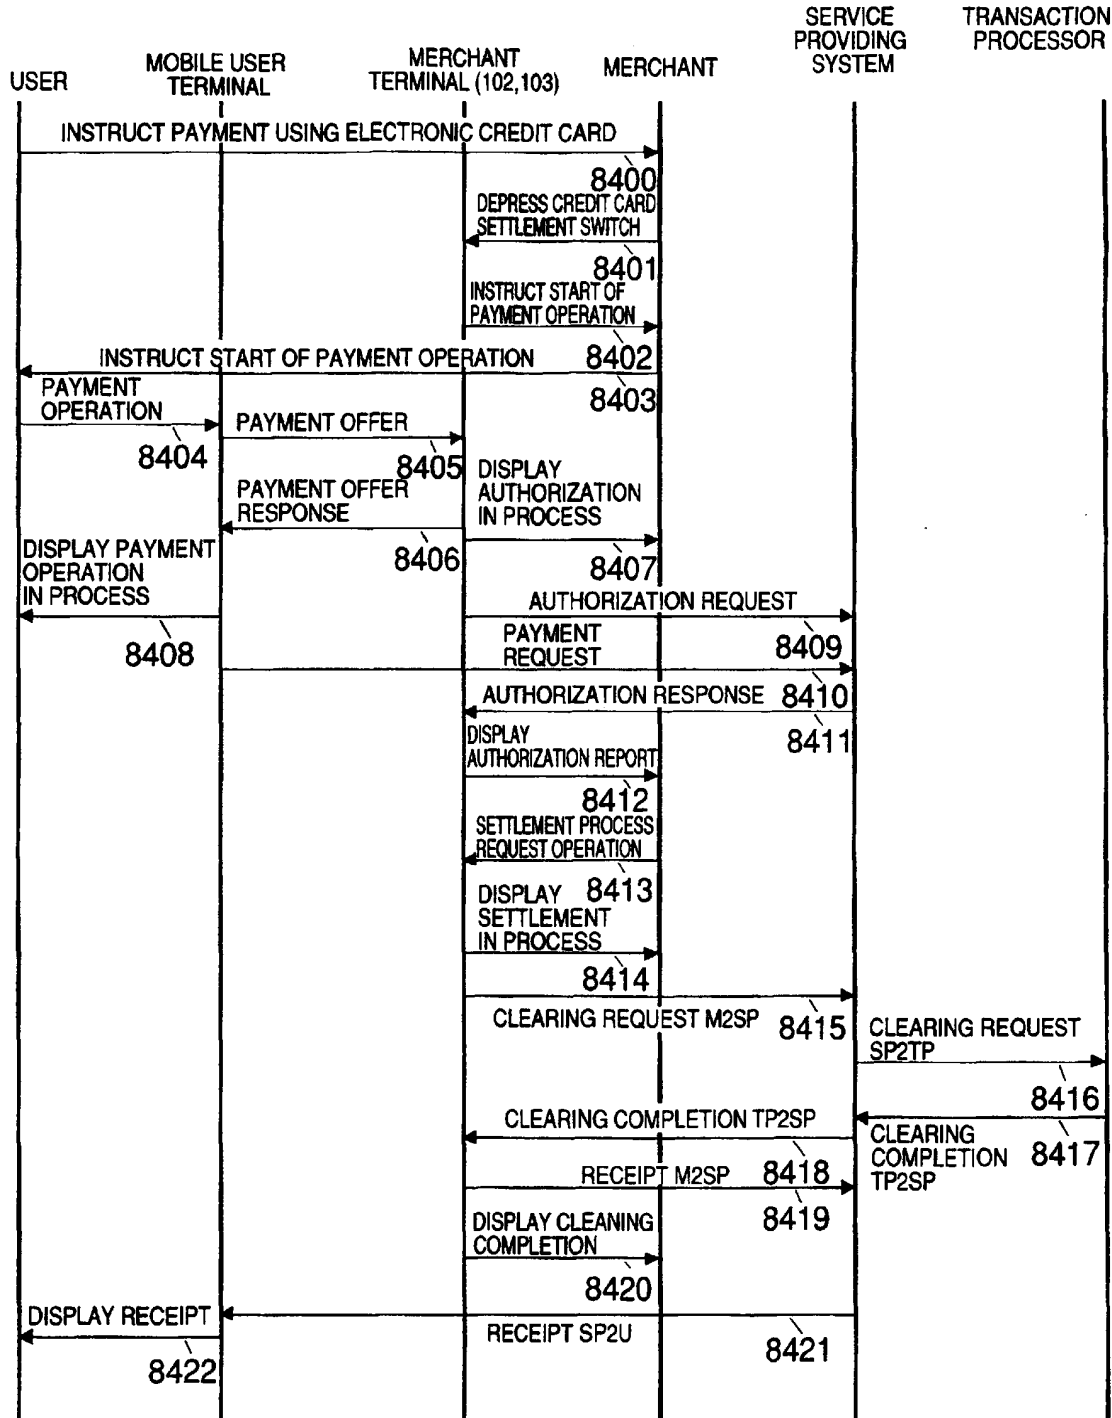 USER
MOBILE USER
TERMINAL
MERCHANT
TERMINAL (102,103)
MERCHANT
SERVICE
PROVIDING
SYSTEM
TRANSACTION
PROCESSOR
INSTRUCT PAYMENT USING ELECTRONIC CREDIT CARD
8400
DEPRESS CREDIT CARD
SETTLEMENT SWITCH
8401
INSTRUCT START OF
PAYMENT OPERATION
8402
INSTRUCT START OF PAYMENT OPERATION
8403
PAYMENT
OPERATION
8404
PAYMENT OFFER
8405
PAYMENT OFFER
RESPONSE
8406
DISPLAY
AUTHORIZATION
IN PROCESS
8407
DISPLAY PAYMENT
OPERATION
IN PROCESS
8408
AUTHORIZATION REQUEST
8409
PAYMENT
REQUEST
8410
AUTHORIZATION RESPONSE
8411
DISPLAY
AUTHORIZATION REPORT
8412
SETTLEMENT PROCESS
REQUEST OPERATION
8413
DISPLAY
SETTLEMENT
IN PROCESS
8414
CLEARING REQUEST M2SP
8415
CLEARING REQUEST
SP2TP
8416
CLEARING
COMPLETION
TP2SP
8417
CLEARING COMPLETION TP2SP
8418
RECEIPT M2SP
8419
DISPLAY CLEANING
COMPLETION
8420
RECEIPT SP2U
8421
DISPLAY RECEIPT
8422